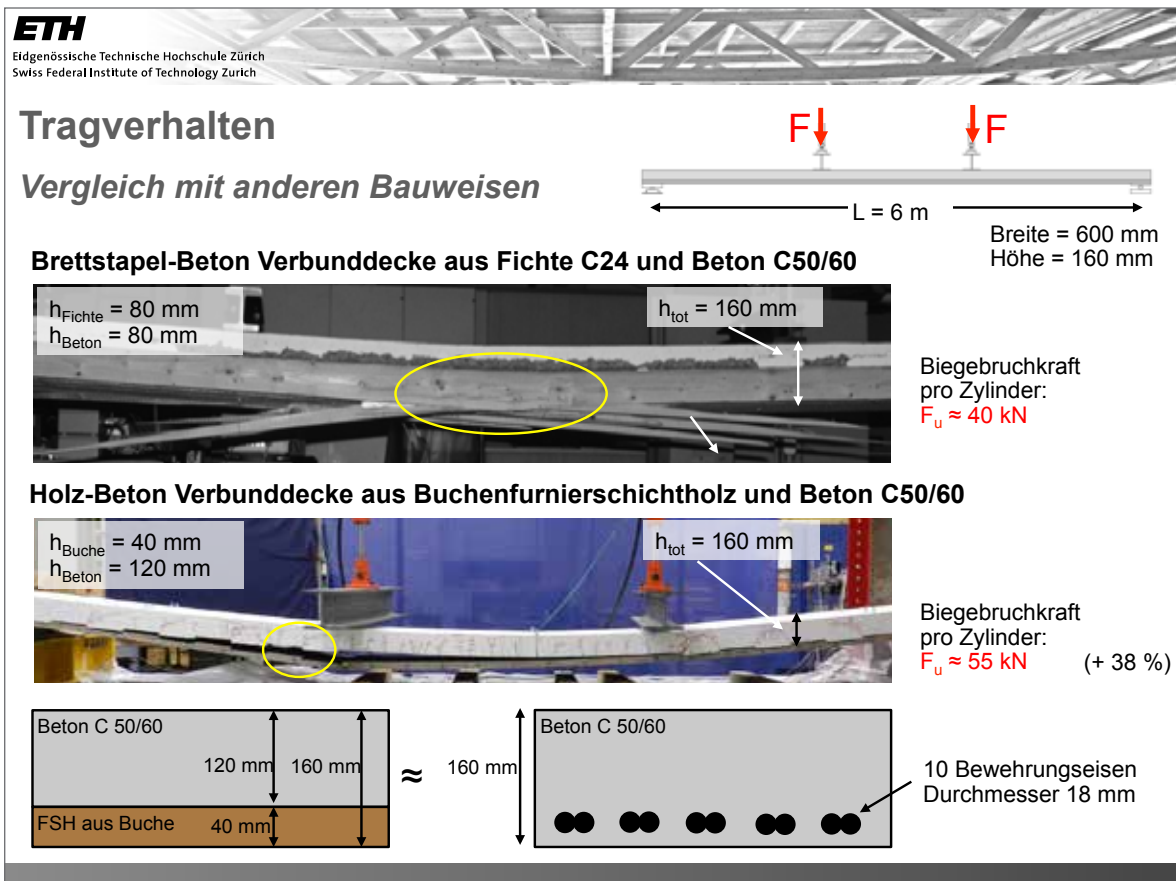 ETH
Eidgenössische Technische Hochschule Zürich
Swiss Federal Institute of Technology Zurich
Tragverhalten
Vergleich mit anderen Bauweisen
F F
L = 6 m
Breite = 600 mm
Höhe = 160 mm
Brettstapel-Beton Verbunddecke aus Fichte C24 und Beton C50/60
hFichte = 80 mm
hBeton = 80 mm
htot = 160 mm
Biegebruchkraft
pro Zylinder:
Fu ≈ 40 kN
Holz-Beton Verbunddecke aus Buchenfurnierschichtholz und Beton C50/60
hBuche = 40 mm
hBeton = 120 mm
htot = 160 mm
Biegebruchkraft
pro Zylinder:
Fu ≈ 55 kN (+ 38 %)
Beton C 50/60
120 mm 160 mm
FSH aus Buche 40 mm
≈
160 mm
Beton C 50/60
10 Bewehrungseisen
Durchmesser 18 mm